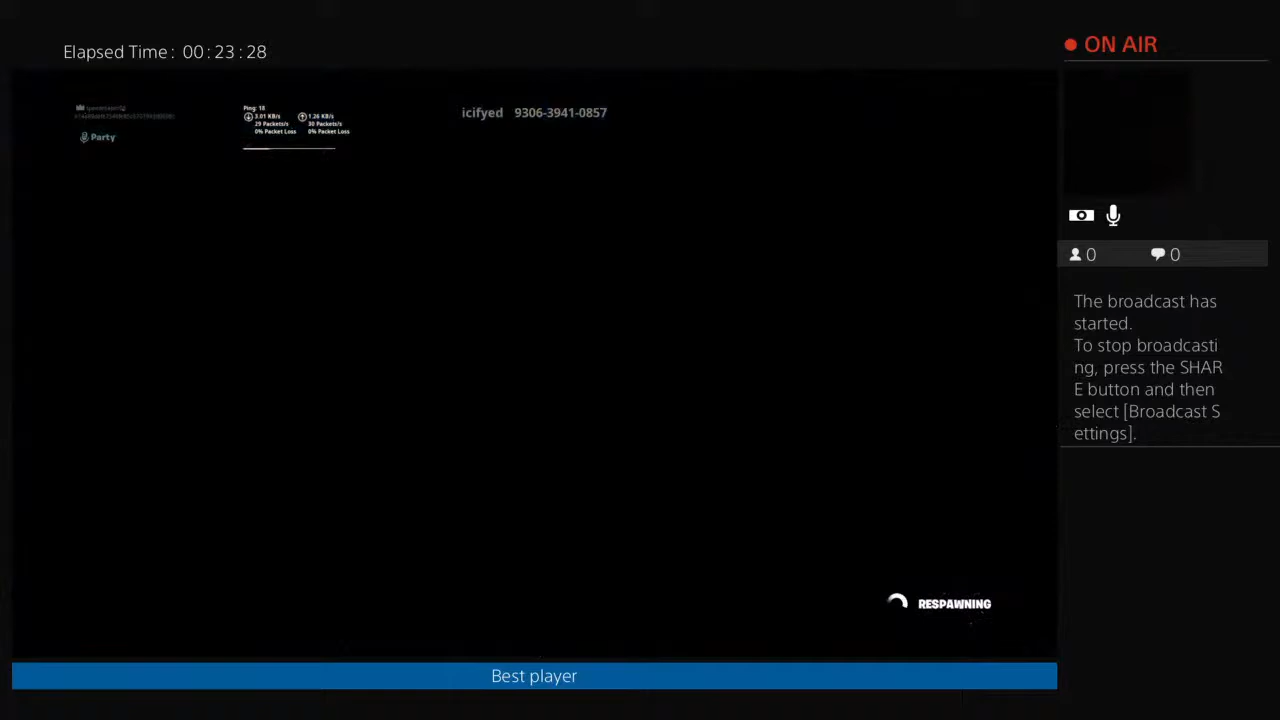 Elapsed Time: 00:23:28
ON AIR
Ping: 18
3.01 KB/s 1.26 KB/s
29 Packets/s 30 Packets/s
0% Packet Loss 0% Packet Loss
Party
icifyed 9306-3941-0857
0 0
The broadcast has
started.
To stop broadcasti
ng, press the SHAR
E button and then
select [Broadcast S
ettings].
RESPAWNING
Best player